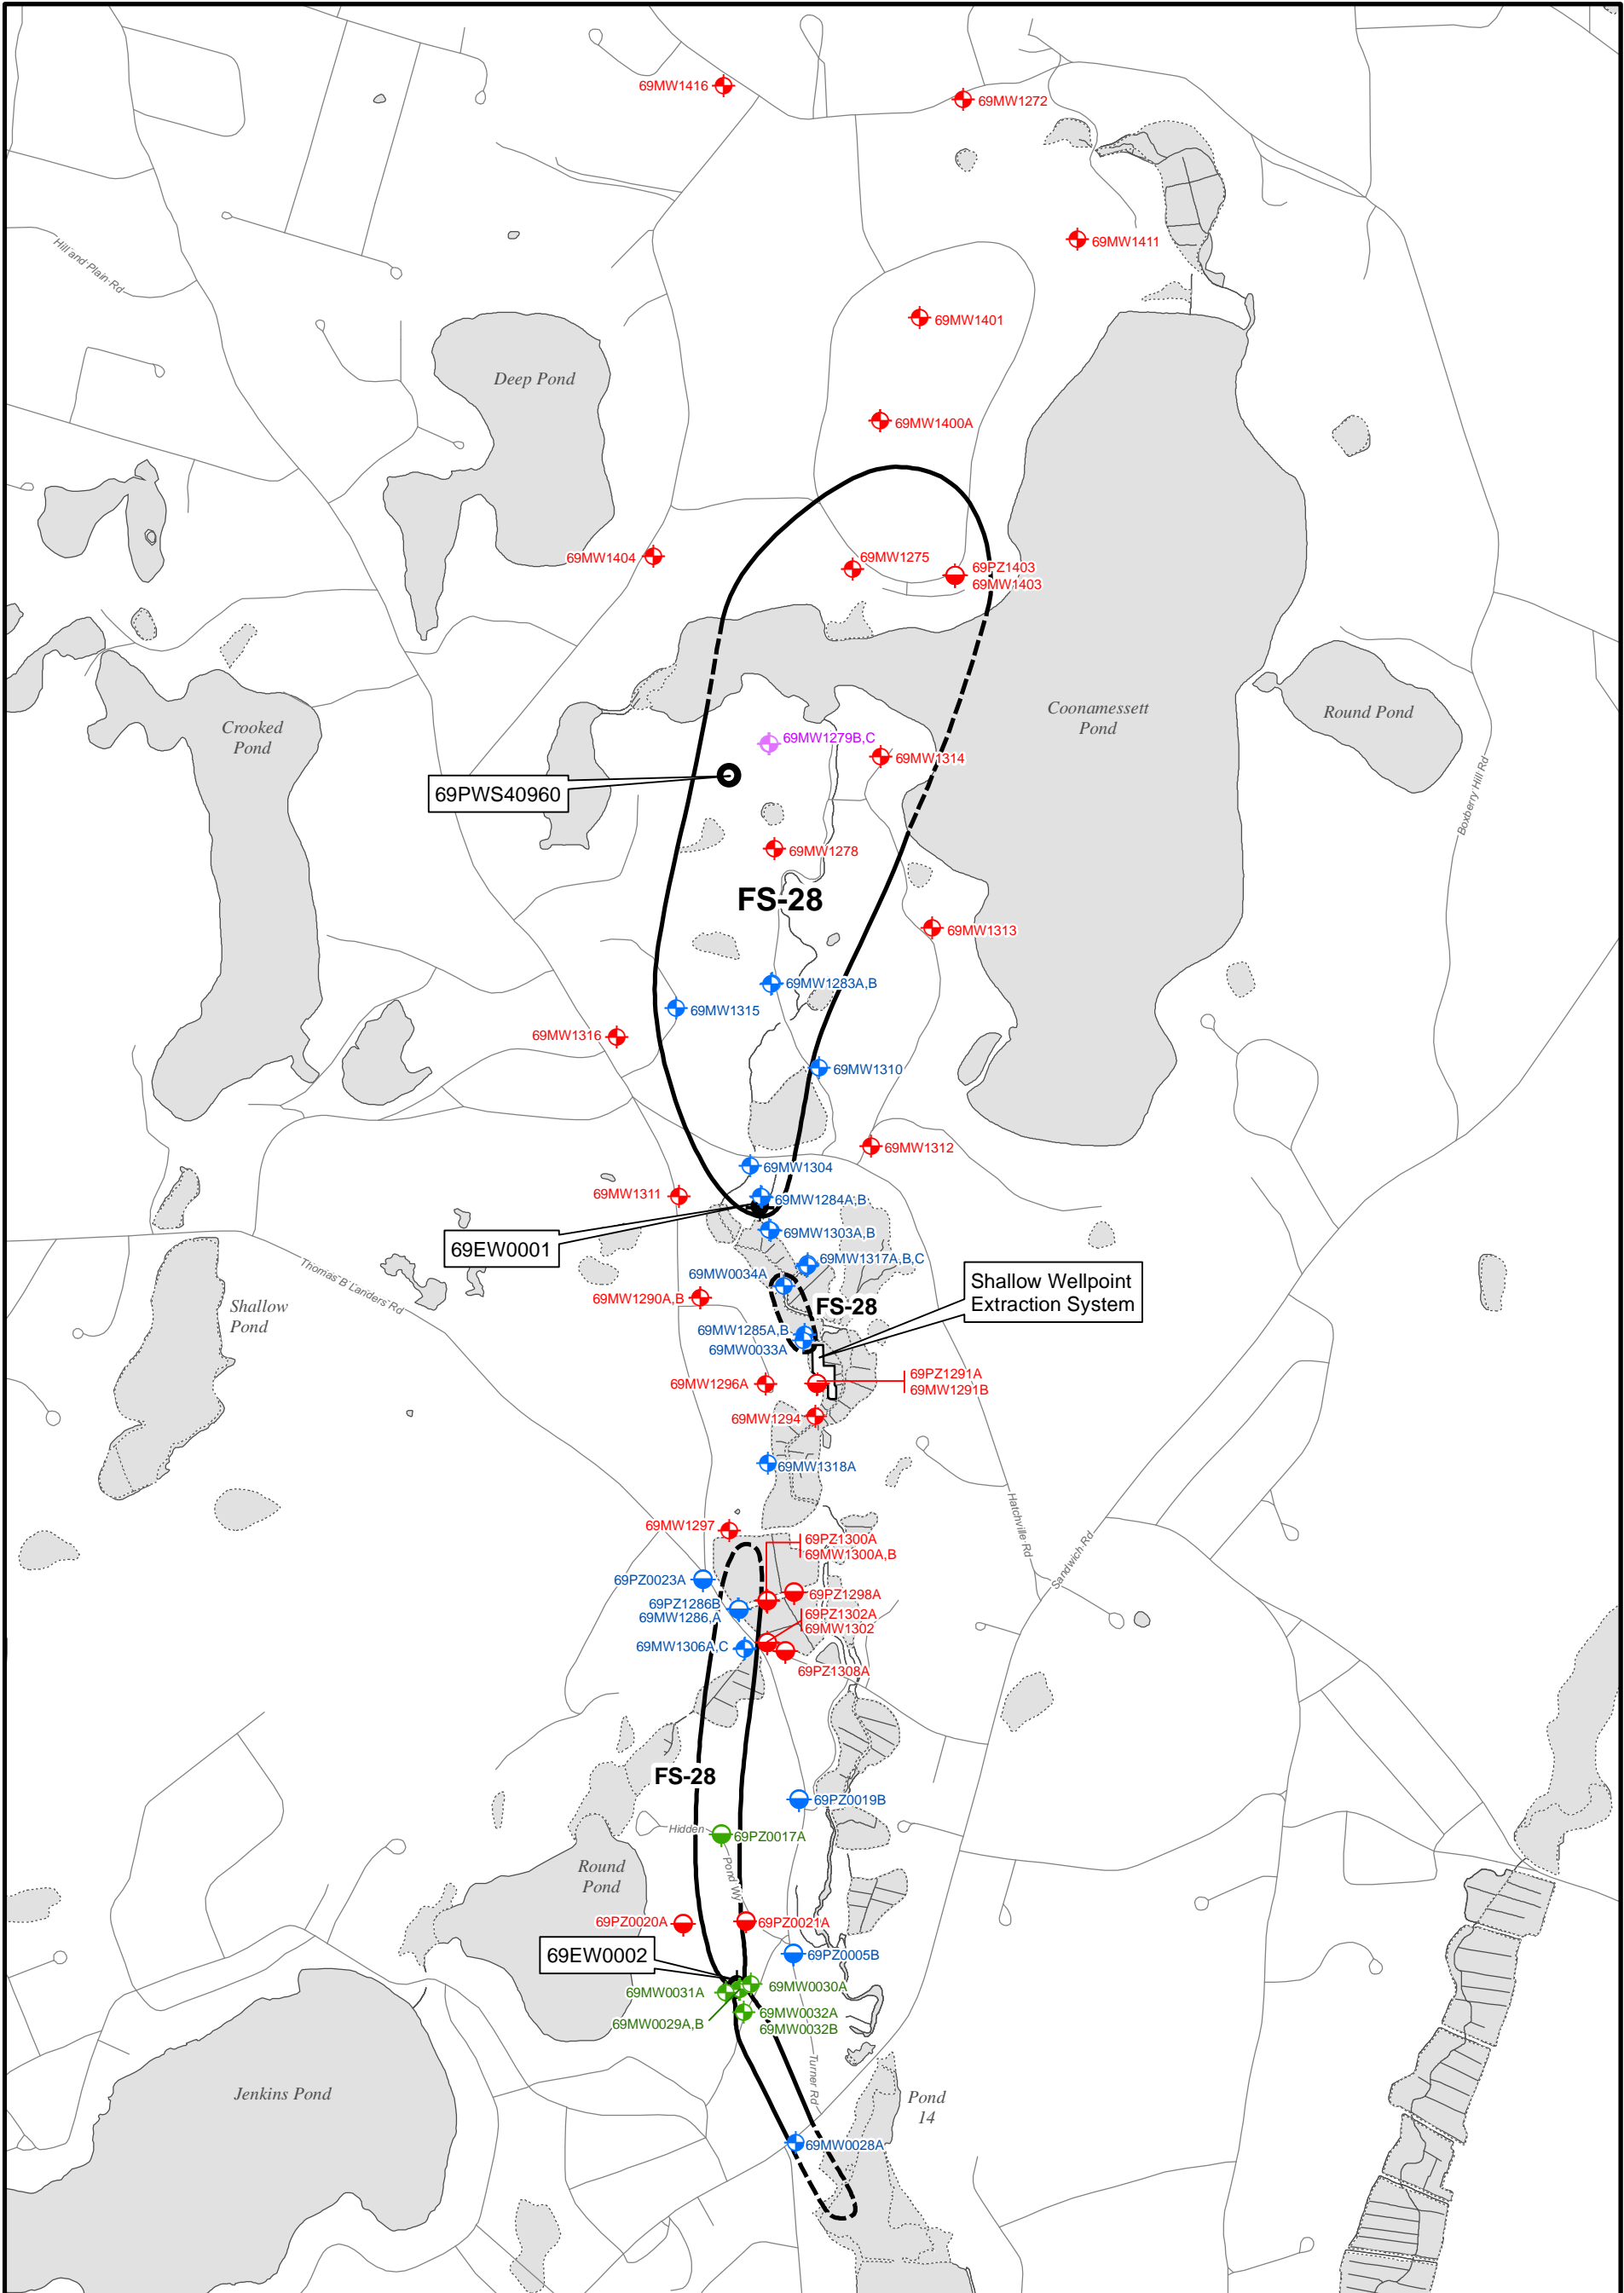 69MW1416
69MW1272
69MW1411
Hill and Plain Rd
69MW1401
Deep Pond
69MW1400A
69MW1404
69MW1275
69PZ1403
69MW1403
Crooked
Pond
Coonamessett
Pond
Round Pond
69MW1279B,C
69MW1314
69PWS40960
Boxberry Hill Rd
69MW1278
FS-28
69MW1313
69MW1283A,B
69MW1315
69MW1316
69MW1310
69MW1312
69MW1304
69MW1311
69MW1284A,B
69EW0001
69MW1303A,B
69MW1317A,B,C
Thomas B Landers Rd
69MW0034A
Shallow Wellpoint
Extraction System
69MW1290A,B
Shallow
Pond
FS-28
69MW1285A,B
69MW0033A
69PZ1291A
69MW1291B
69MW1296A
69MW1294
69MW1318A
Hatchville Rd
69MW1297
69PZ1300A
69MW1300A,B
Sandwich Rd
69PZ0023A
69PZ1298A
69PZ1286B
69MW1286,A
69PZ1302A
69MW1302
69MW1306A,C
69PZ1308A
FS-28
69PZ0019B
Hidden
69PZ0017A
Pond Wy
Round
Pond
69PZ0020A
69PZ0021A
69EW0002
69PZ0005B
69MW0030A
69MW0031A
69MW0032A
69MW0029A,B
69MW0032B
Turner Rd
Jenkins Pond
Pond
14
69MW0028A